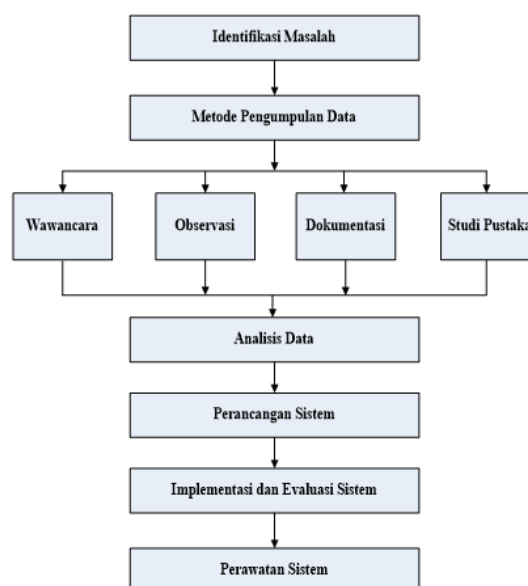 Identifikasi Masalah
Metode Pengumpulan Data
Wawancara
Observasi
Dokumentasi
Studi Pustaka
Analisis Data
Perancangan Sistem
Implementasi dan Evaluasi Sistem
Perawatan Sistem